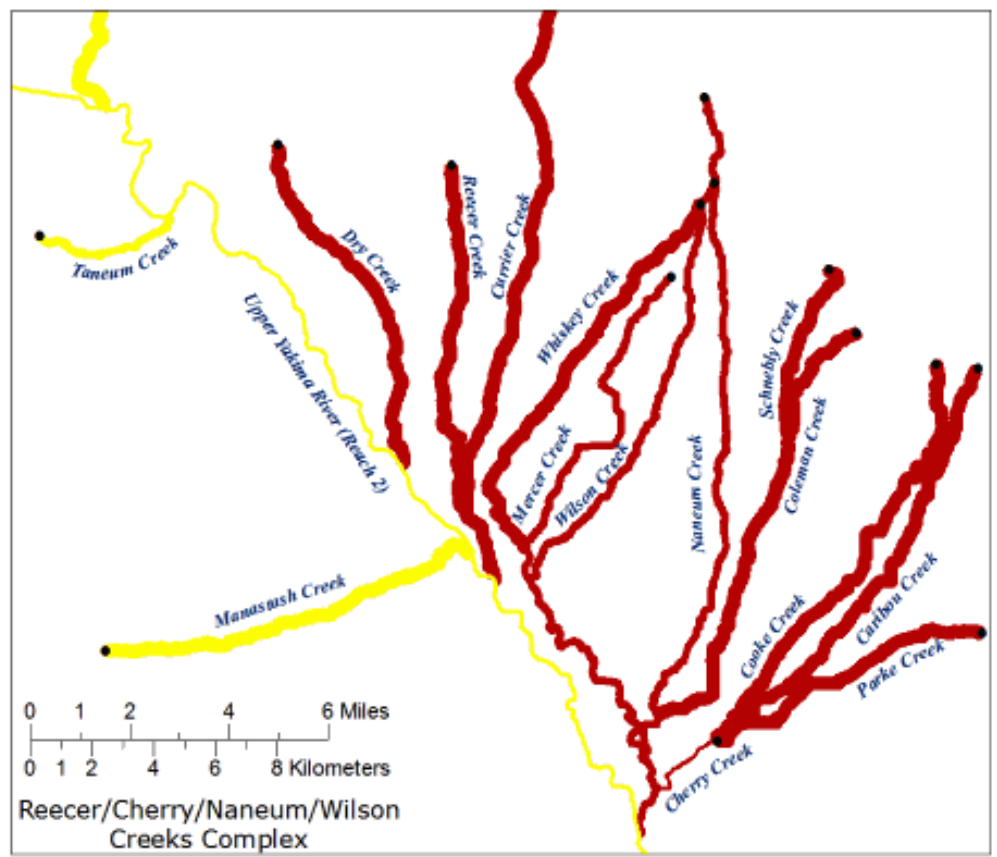 Reecer Creek
Currier Creek
Dry Creek
Taneum Creek
Whiskey Creek
Upper Yakima River (Reach 2)
Schnebly Creek
Mercer Creek
Wilson Creek
Naneum Creek
Coleman Creek
Manastash Creek
Cooke Creek
Caribou Creek
Parke Creek
Cherry Creek
0 1 2 4 6 Miles
0 1 2 4 6 8 Kilometers
Reecer/Cherry/Naneum/Wilson
Creeks Complex